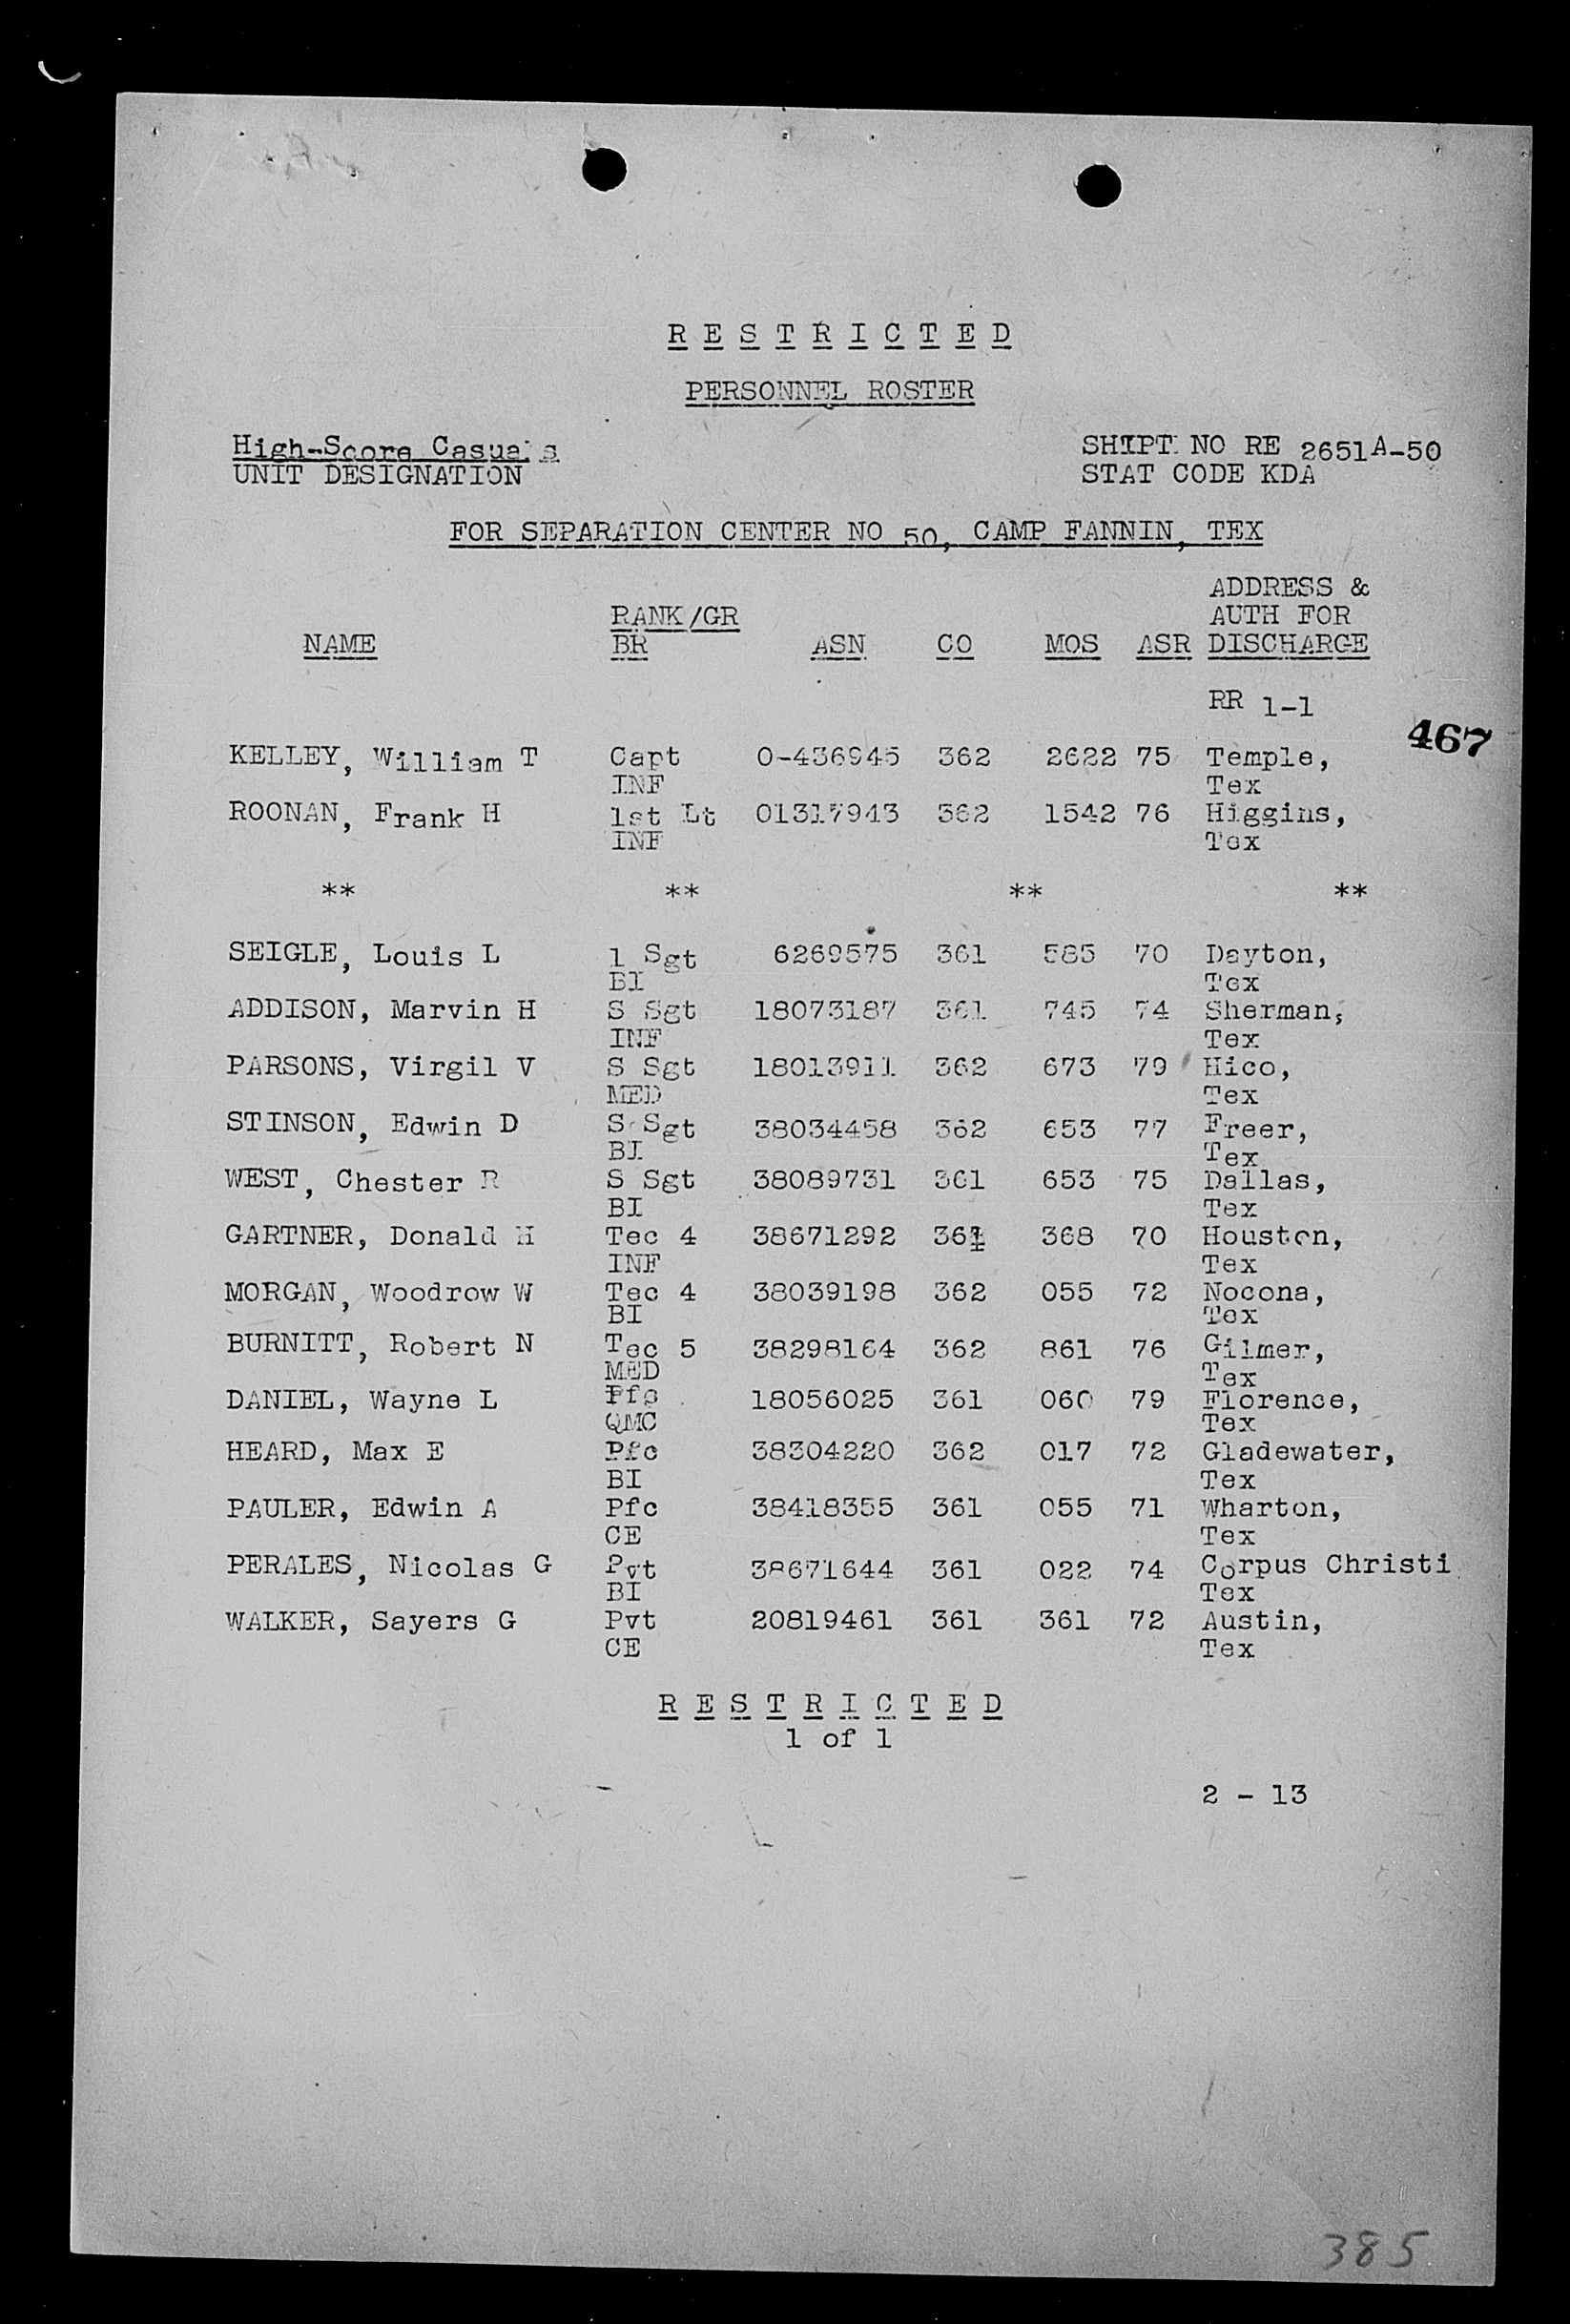 R E S T R I C T E D
PERSONNEL ROSTER
High-Score Casuals SHIPT NO RE 2651A-50
UNIT DESIGNATION STAT CODE KDA
FOR SEPARATION CENTER NO 50, CAMP FANNIN, TEX
ADDRESS &
RANK/GR AUTH FOR
NAME BR ASN CO MOS ASR DISCHARGE
RR 1-1
467
KELLEY, William T Capt 0-436945 362 2622 75 Temple,
INF Tex
ROONAN, Frank H 1st Lt 01317943 362 1542 76 Higgins,
INF Tex
** ** ** **
SEIGLE, Louis L 1 Sgt 6269575 361 585 70 Dayton,
BI Tex
ADDISON, Marvin H S Sgt 18073187 361 745 74 Sherman,
INF Tex
PARSONS, Virgil V S Sgt 18013911 362 673 79 Hico,
MED Tex
STINSON, Edwin D S Sgt 38034458 362 653 77 Freer,
BI Tex
WEST, Chester R S Sgt 38089731 361 653 75 Dallas,
BI Tex
GARTNER, Donald H Tec 4 38671292 361 368 70 Houston,
INF Tex
MORGAN, Woodrow W Tec 4 38039198 362 055 72 Nocona,
BI Tex
BURNITT, Robert N Tec 5 38298164 362 861 76 Gilmer,
MED Tex
DANIEL, Wayne L Pfc 18056025 361 060 79 Florence,
QMC Tex
HEARD, Max E Pfc 38304220 362 017 72 Gladewater,
BI Tex
PAULER, Edwin A Pfc 38418355 361 055 71 Wharton,
CE Tex
PERALES, Nicolas G Pvt 38671644 361 022 74 Corpus Christi
BI Tex
WALKER, Sayers G Pvt 20819461 361 361 72 Austin,
CE Tex
R E S T R I C T E D
1 of 1
2 - 13
385